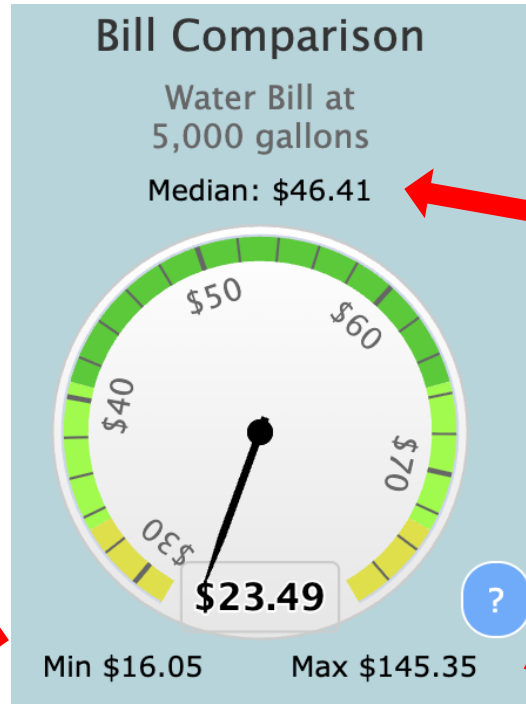 Bill Comparison
Water Bill at
5,000 gallons
Median: $46.41
$50
$60
$40
$70
$30
$23.49
?
Min $16.05 Max $145.35